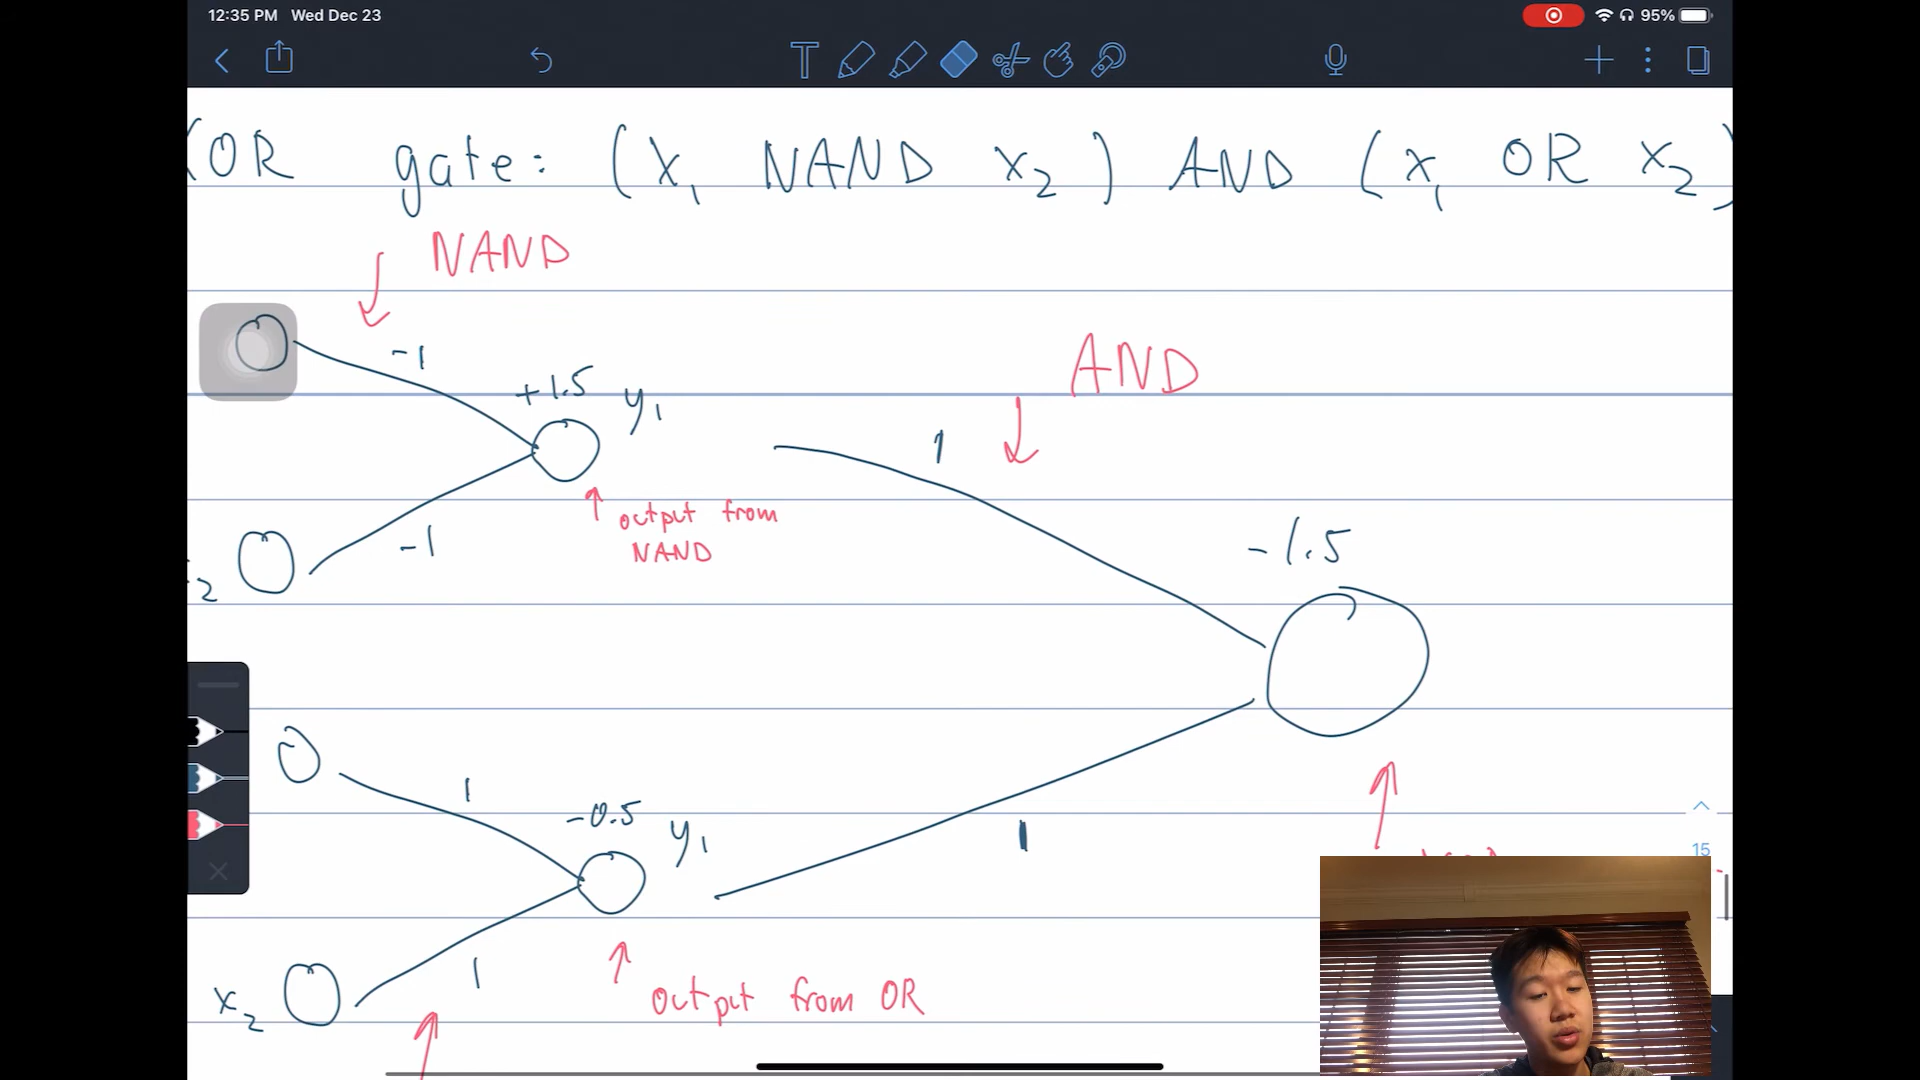 12:35 PM Wed Dec 23
95%
XOR gate: (x1 NAND x2) AND (x1 OR x2)
NAND
-1
+1.5 y1
AND
1
output from
NAND
-1
-1.5
x2
1
-0.5 y1
1
15
1
x2
output from OR